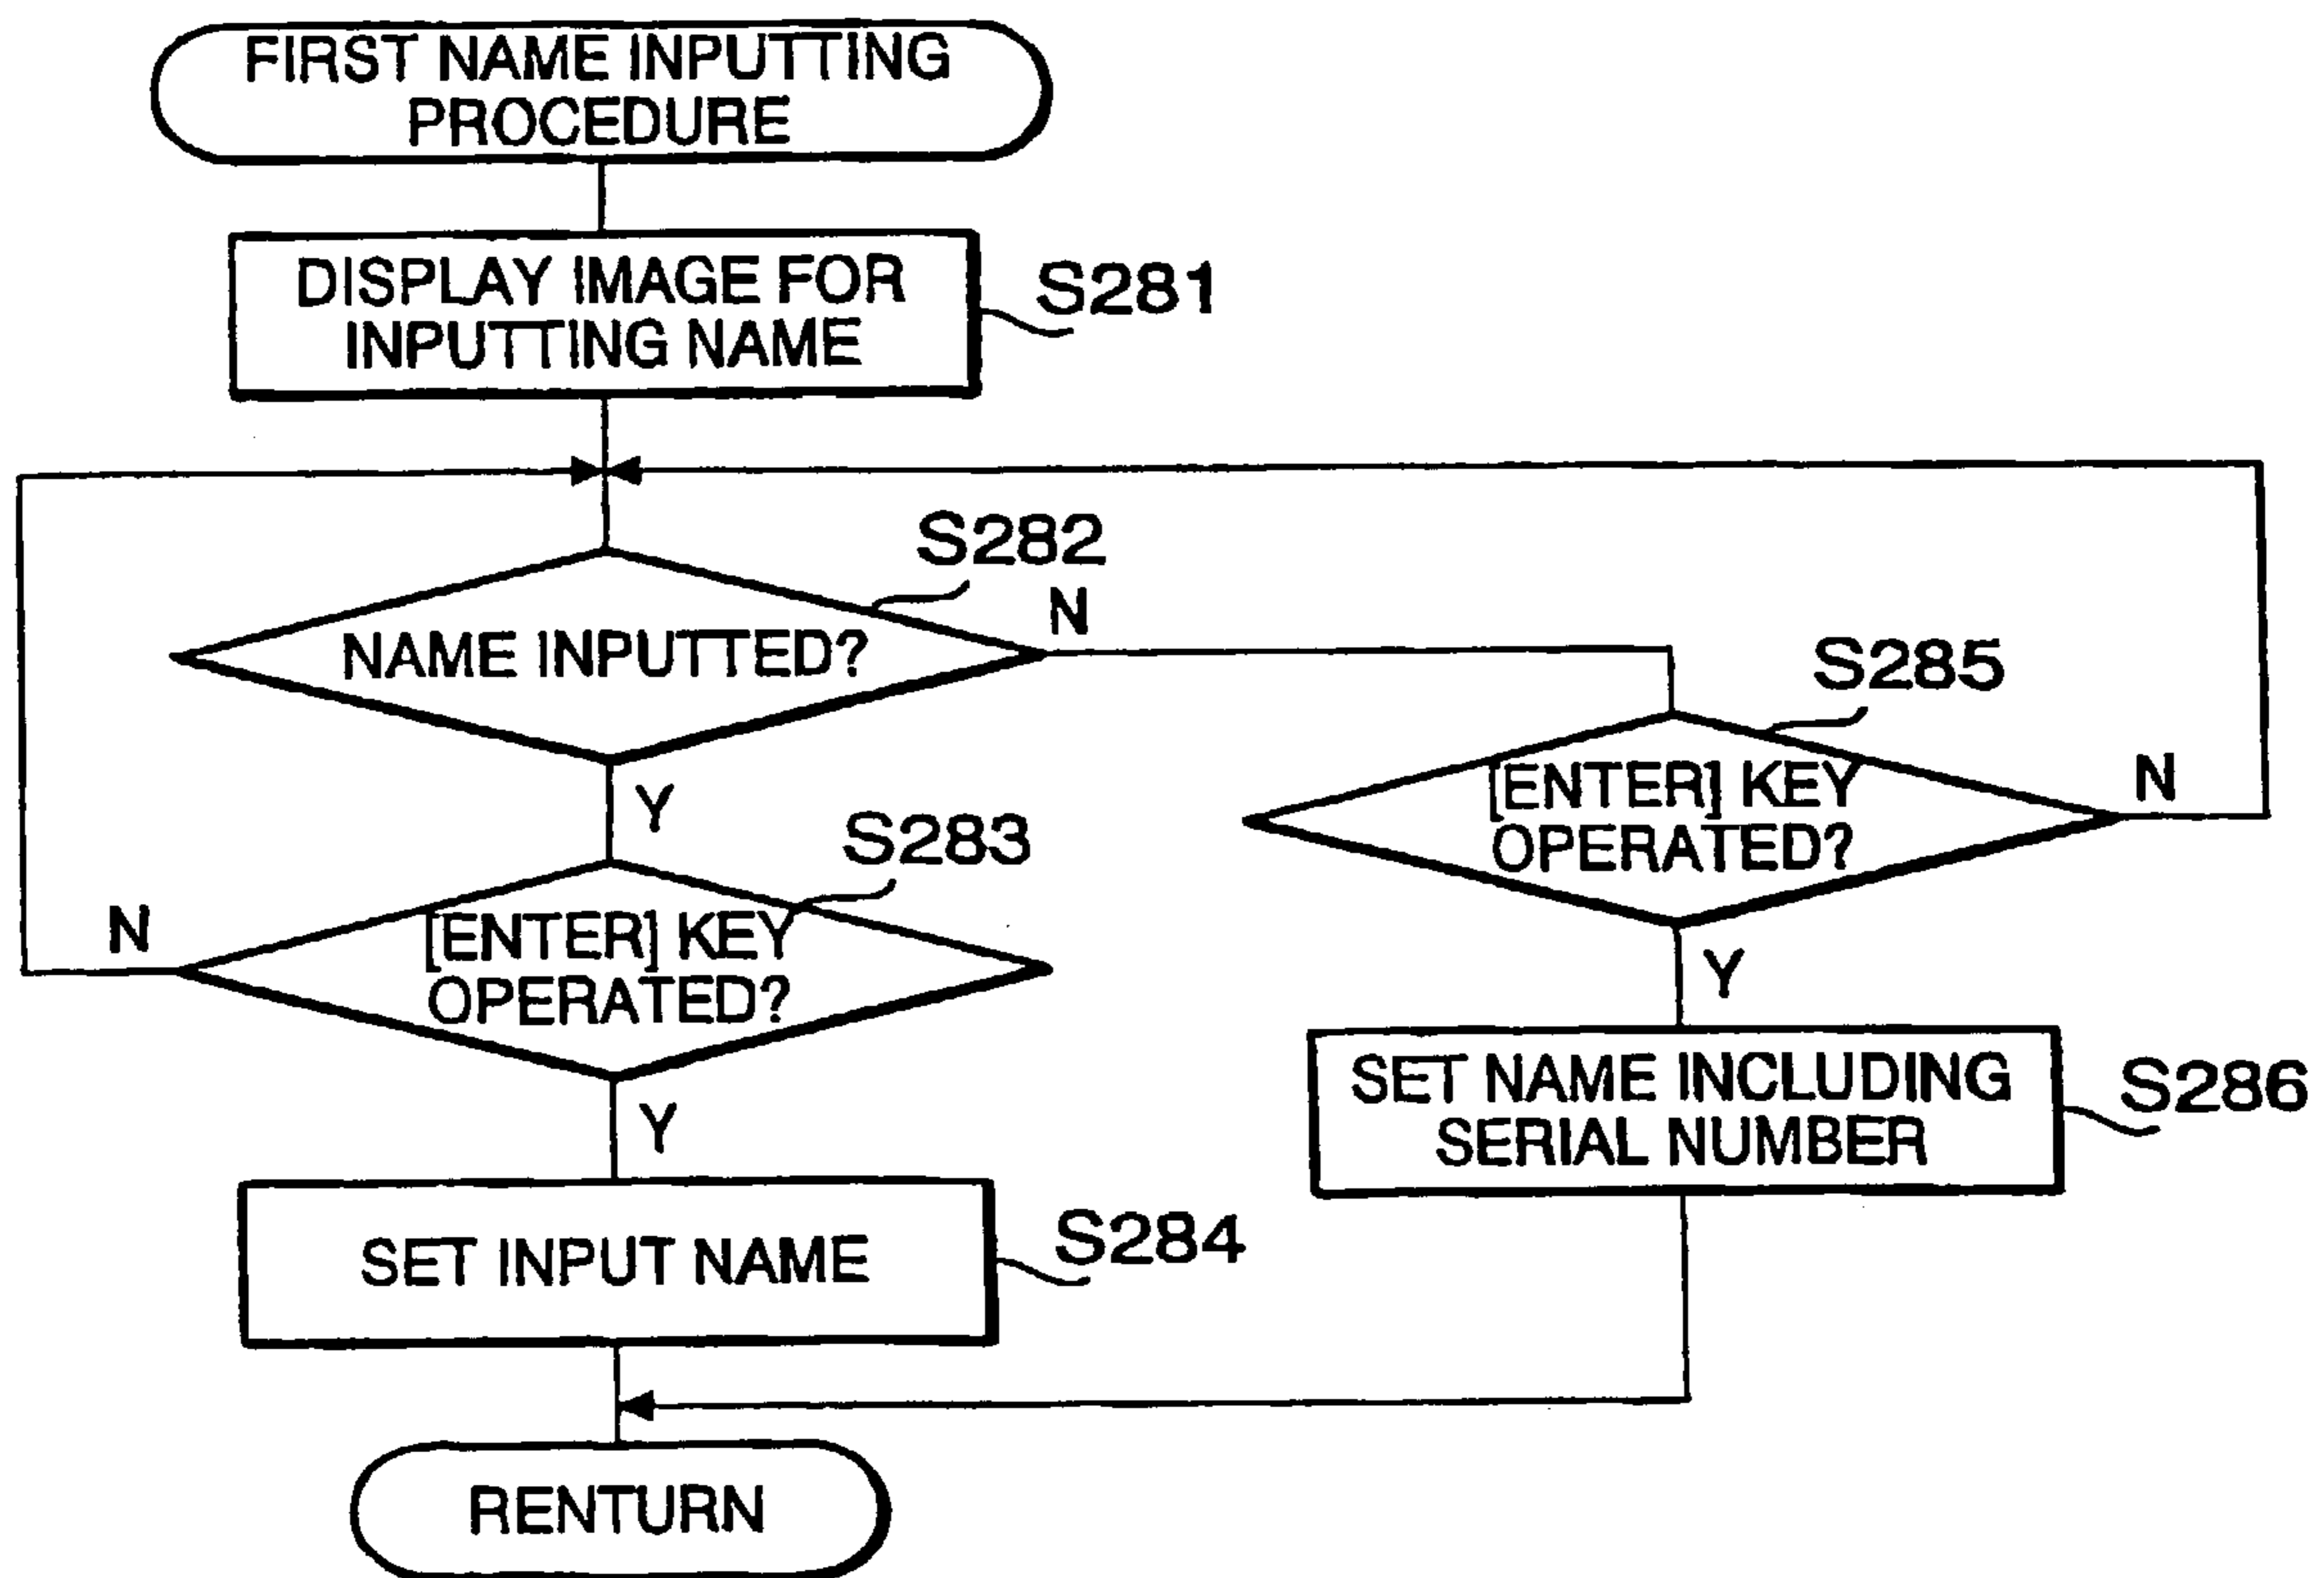 FIRST NAME INPUTTING
PROCEDURE
DISPLAY IMAGE FOR
INPUTTING NAME
S281
S282
NAME INPUTTED?
N
Y
S283
[ENTER] KEY
OPERATED?
N
Y
SET INPUT NAME
S284
S285
[ENTER] KEY
OPERATED?
N
Y
SET NAME INCLUDING
SERIAL NUMBER
S286
RENTURN